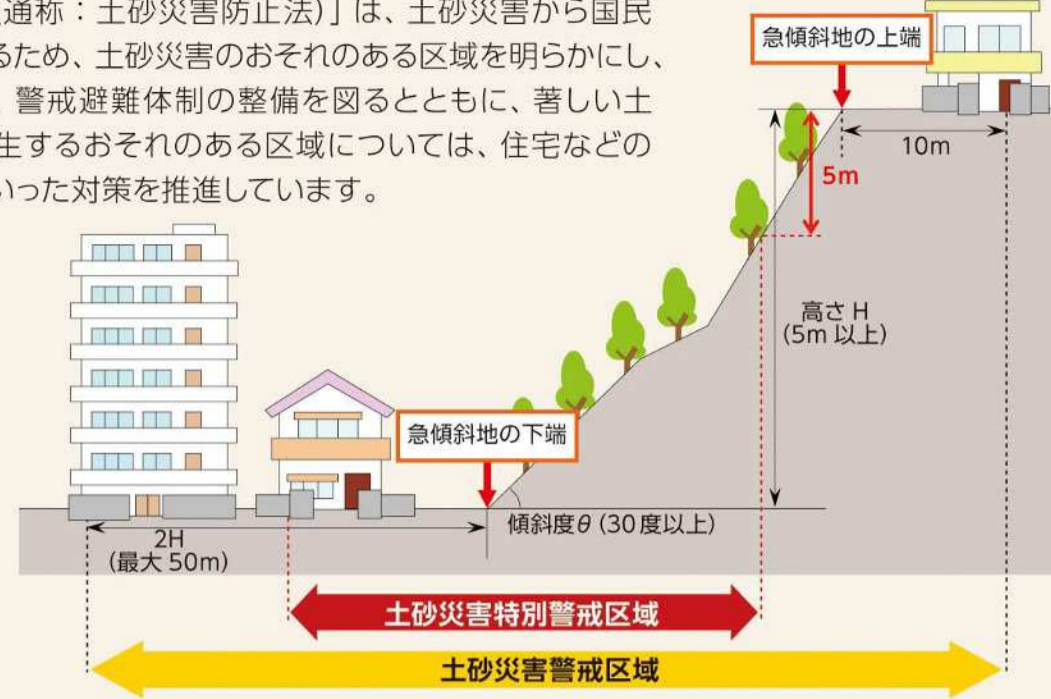 通称：土砂災害防止法)」は、土砂災害から国民
るため、土砂災害のおそれのある区域を明らかにし、
警戒避難体制の整備を図るとともに、著しい土
生するおそれのある区域については、住宅などの
いった対策を推進しています。
急傾斜地の上端
10m
5m
高さ H
(5m 以上)
急傾斜地の下端
傾斜度θ (30度以上)
2H
(最大 50m)
土砂災害特別警戒区域
土砂災害警戒区域